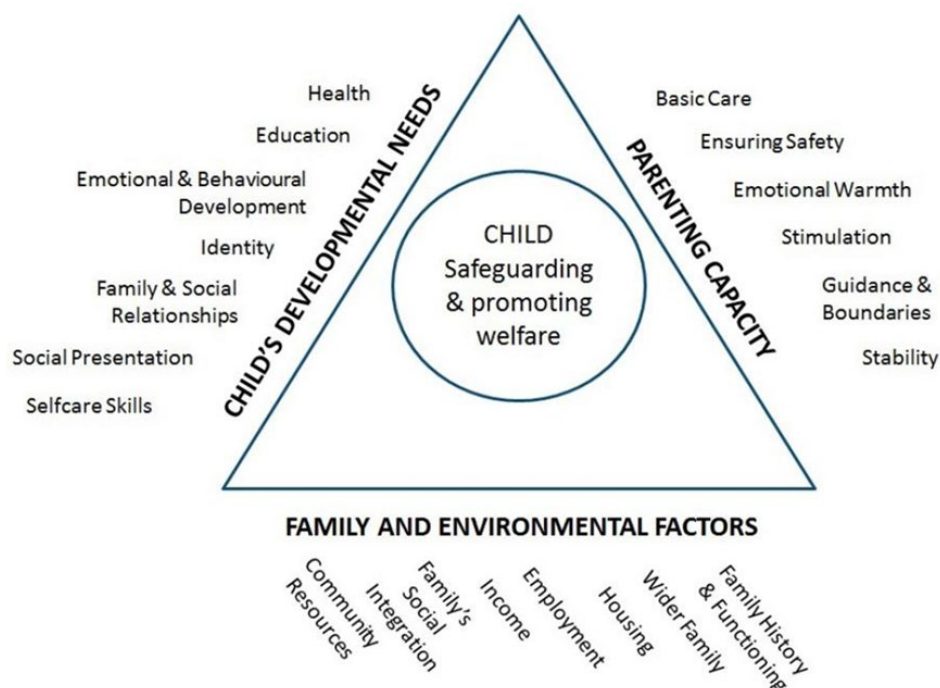 Health
Education
Emotional & Behavioural
Development
Identity
Family & Social
Relationships
Social Presentation
Selfcare Skills
CHILD'S DEVELOPMENTAL NEEDS
CHILD
Safeguarding
& promoting
welfare
PARENTING CAPACITY
Basic Care
Ensuring Safety
Emotional Warmth
Stimulation
Guidance &
Boundaries
Stability
FAMILY AND ENVIRONMENTAL FACTORS
Community
Resources
Family's
Social
Integration
Income
Employment
Housing
Wider Family
Family History
& Functioning